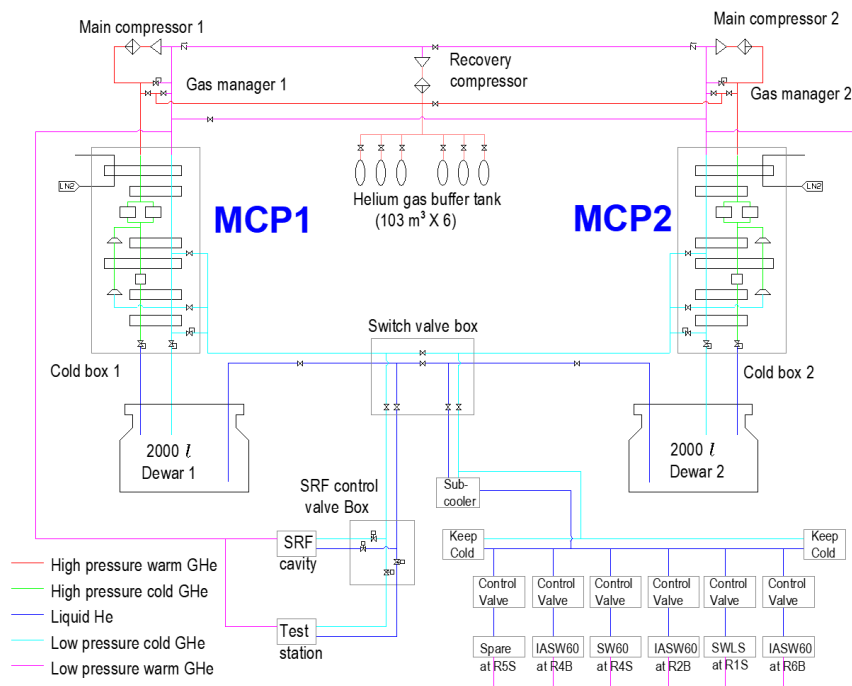 Main compressor 1
Main compressor 2
Recovery
compressor
Gas manager 1
Gas manager 2
LN2
LN2
MCP1
MCP2
Helium gas buffer tank
(103 m³ X 6)
Switch valve box
Cold box 1
Cold box 2
2000 l
Dewar 1
2000 l
Dewar 2
SRF control
valve Box
Sub-
cooler
SRF
cavity
Keep
Cold
Keep
Cold
High pressure warm GHe
High pressure cold GHe
Liquid He
Low pressure cold GHe
Low pressure warm GHe
Control
Valve
Control
Valve
Control
Valve
Control
Valve
Control
Valve
Control
Valve
Test
station
Spare
at R5S
IASW60
at R4B
SW60
at R4S
IASW60
at R2B
SWLS
at R1S
IASW60
at R6B